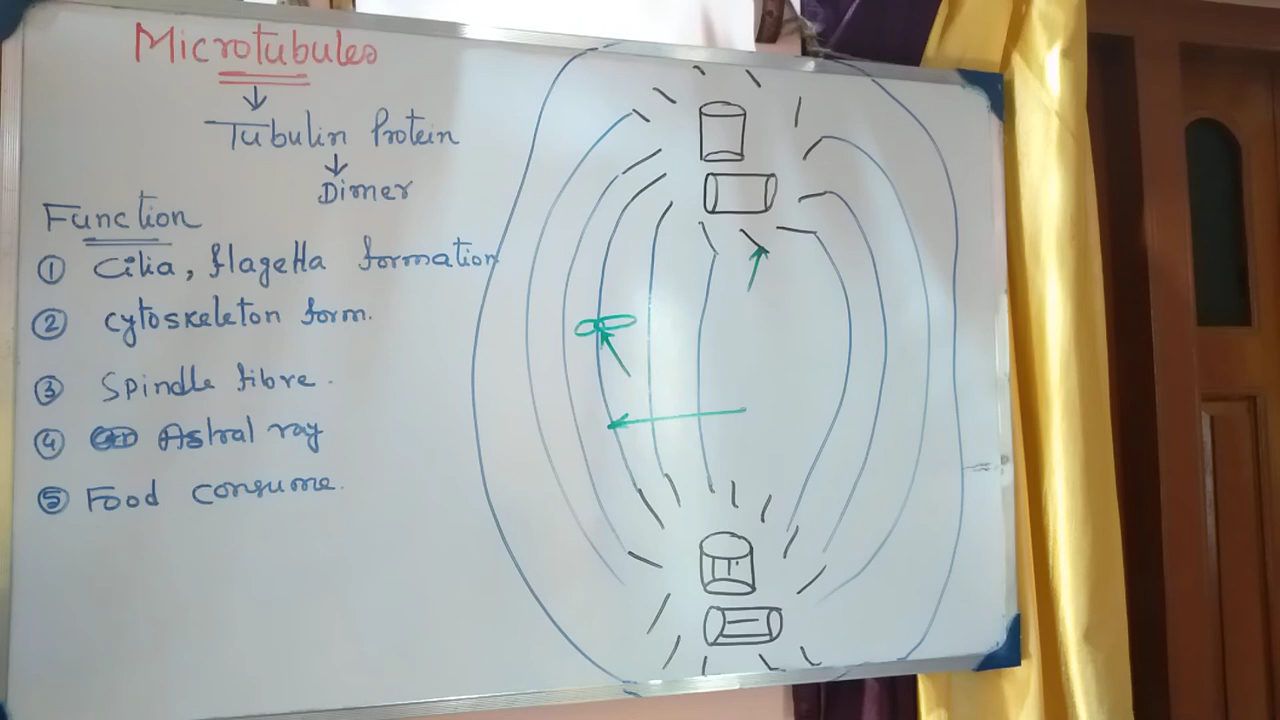 Microtubules
↓
Tubulin Protein
↓
Dimer
Function
① Cilia, flagella formation
② cytoskeleton form.
③ Spindle fibre.
④ Astral ray
⑤ Food consume.